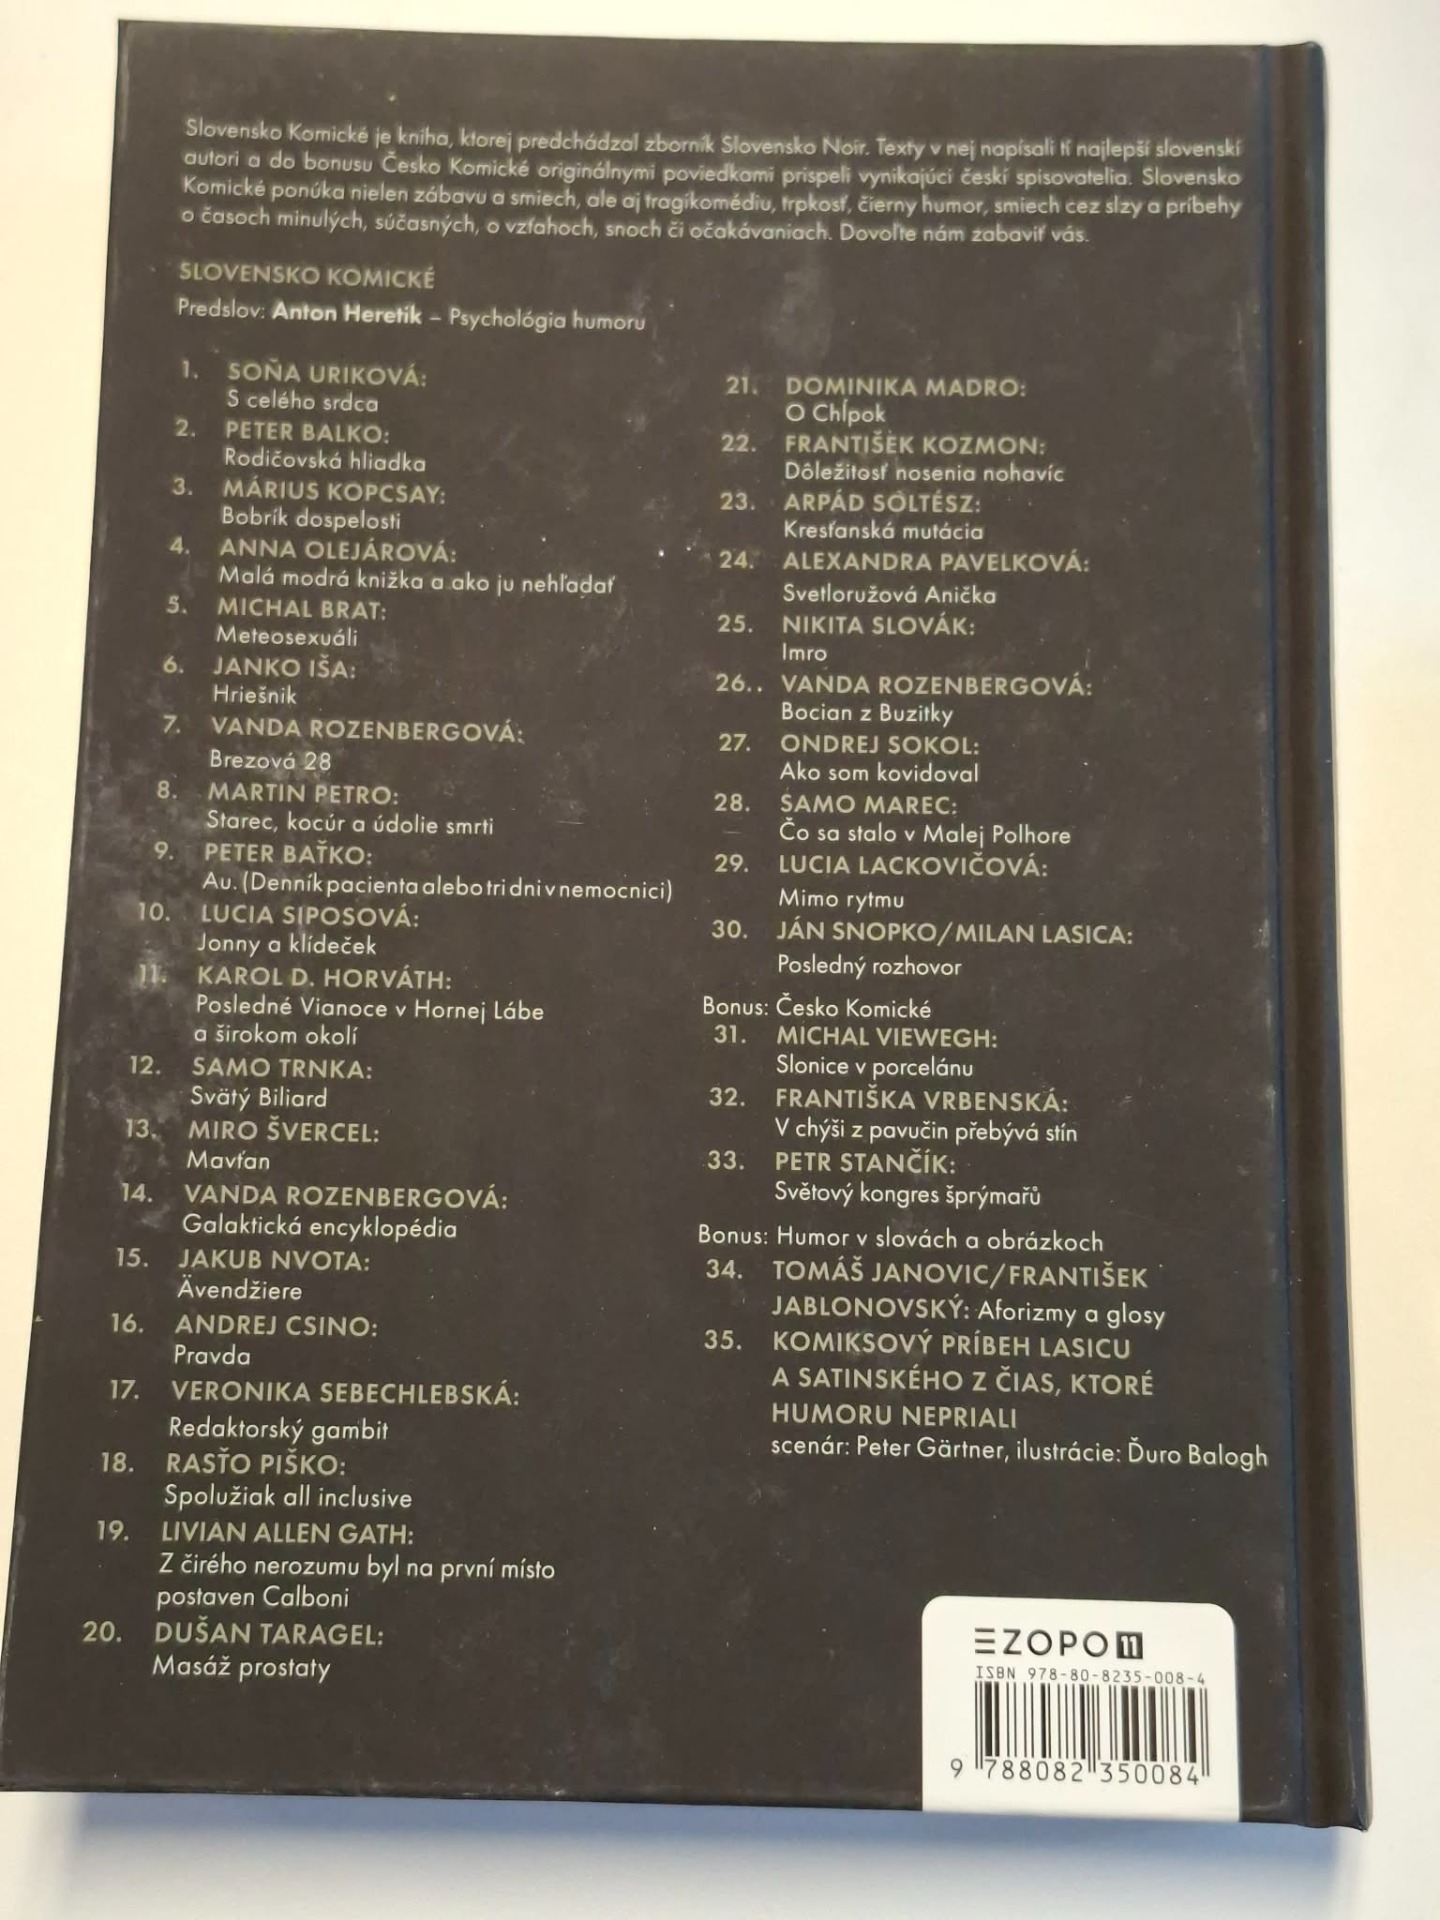 Slovensko Komické je kniha, ktorej predchádzal zborník Slovensko Noir. Texty v nej napísali tí najlepší slovenskí
autori a do bonusu Česko Komické originálnymi poviedkami prispeli vynikajúci českí spisovatelia. Slovensko
Komické ponúka nielen zábavu a smiech, ale aj tragikomédiu, trpkosť, čierny humor, smiech cez slzy a príbehy
o časoch minulých, súčasných, o vzťahoch, snoch či očakávaniach. Dovoľte nám zabaviť vás.
SLOVENSKO KOMICKÉ
Predslov: Anton Heretik – Psychológia humoru
1. SOŇA URIKOVÁ:
S celého srdca
2. PETER BALKO:
Rodičovská hliadka
3. MÁRIUS KOPCSAY:
Bobrík dospelosti
4. ANNA OLEJÁROVÁ:
Malá modrá knižka a ako ju nehľadať
5. MICHAL BRAT:
Meteosexuáli
6. JANKO IŠA:
Hriešnik
7. VANDA ROZENBERGOVÁ:
Brezová 28
8. MARTIN PETRO:
Starec, kocúr a údolie smrti
9. PETER BAŤKO:
Au. (Denník pacienta alebo tri dni v nemocnici)
10. LUCIA SIPOSOVÁ:
Jonny a klídeček
11. KAROL D. HORVÁTH:
Posledné Vianoce v Hornej Lábe
a širokom okolí
12. SAMO TRNKA:
Svätý Biliard
13. MIRO ŠVERCEL:
Mavťan
14. VANDA ROZENBERGOVÁ:
Galaktická encyklopédia
15. JAKUB NVOTA:
Ävendžiere
16. ANDREJ CSINO:
Pravda
17. VERONIKA SEBECHLEBSKÁ:
Redaktorský gambit
18. RASŤO PIŠKO:
Spolužiak all inclusive
19. LIVIAN ALLEN GATH:
Z čirého nerozumu byl na první místo
postaven Calboni
20. DUŠAN TARAGEL:
Masáž prostaty
21. DOMINIKA MADRO:
O Chĺpok
22. FRANTIŠEK KOZMON:
Dôležitosť nosenia nohavíc
23. ARPÁD SOLTÉSZ:
Kresťanská mutácia
24. ALEXANDRA PAVELKOVÁ:
Svetloružová Anička
25. NIKITA SLOVÁK:
Imro
26.. VANDA ROZENBERGOVÁ:
Bocian z Buzitky
27. ONDREJ SOKOL:
Ako som kovidoval
28. SAMO MAREC:
Čo sa stalo v Malej Polhore
29. LUCIA LACKOVIČOVÁ:
Mimo rytmu
30. JÁN SNOPKO/MILAN LASICA:
Posledný rozhovor
Bonus: Česko Komické
31. MICHAL VIEWEGH:
Slonice v porcelánu
32. FRANTIŠKA VRBENSKÁ:
V chýši z pavučin přebývá stín
33. PETR STANČÍK:
Světový kongres šprýmařů
Bonus: Humor v slovách a obrázkoch
34. TOMÁŠ JANOVIC/FRANTIŠEK
JABLONOVSKÝ: Aforizmy a glosy
35. KOMIKSOVÝ PRÍBEH LASICU
A SATINSKÉHO Z ČIAS, KTORÉ
HUMORU NEPRIALI
scenár: Peter Gärtner, ilustrácie: Ďuro Balogh
EZOPO 11
ISBN 978-80-8235-008-4
9 788082 350084